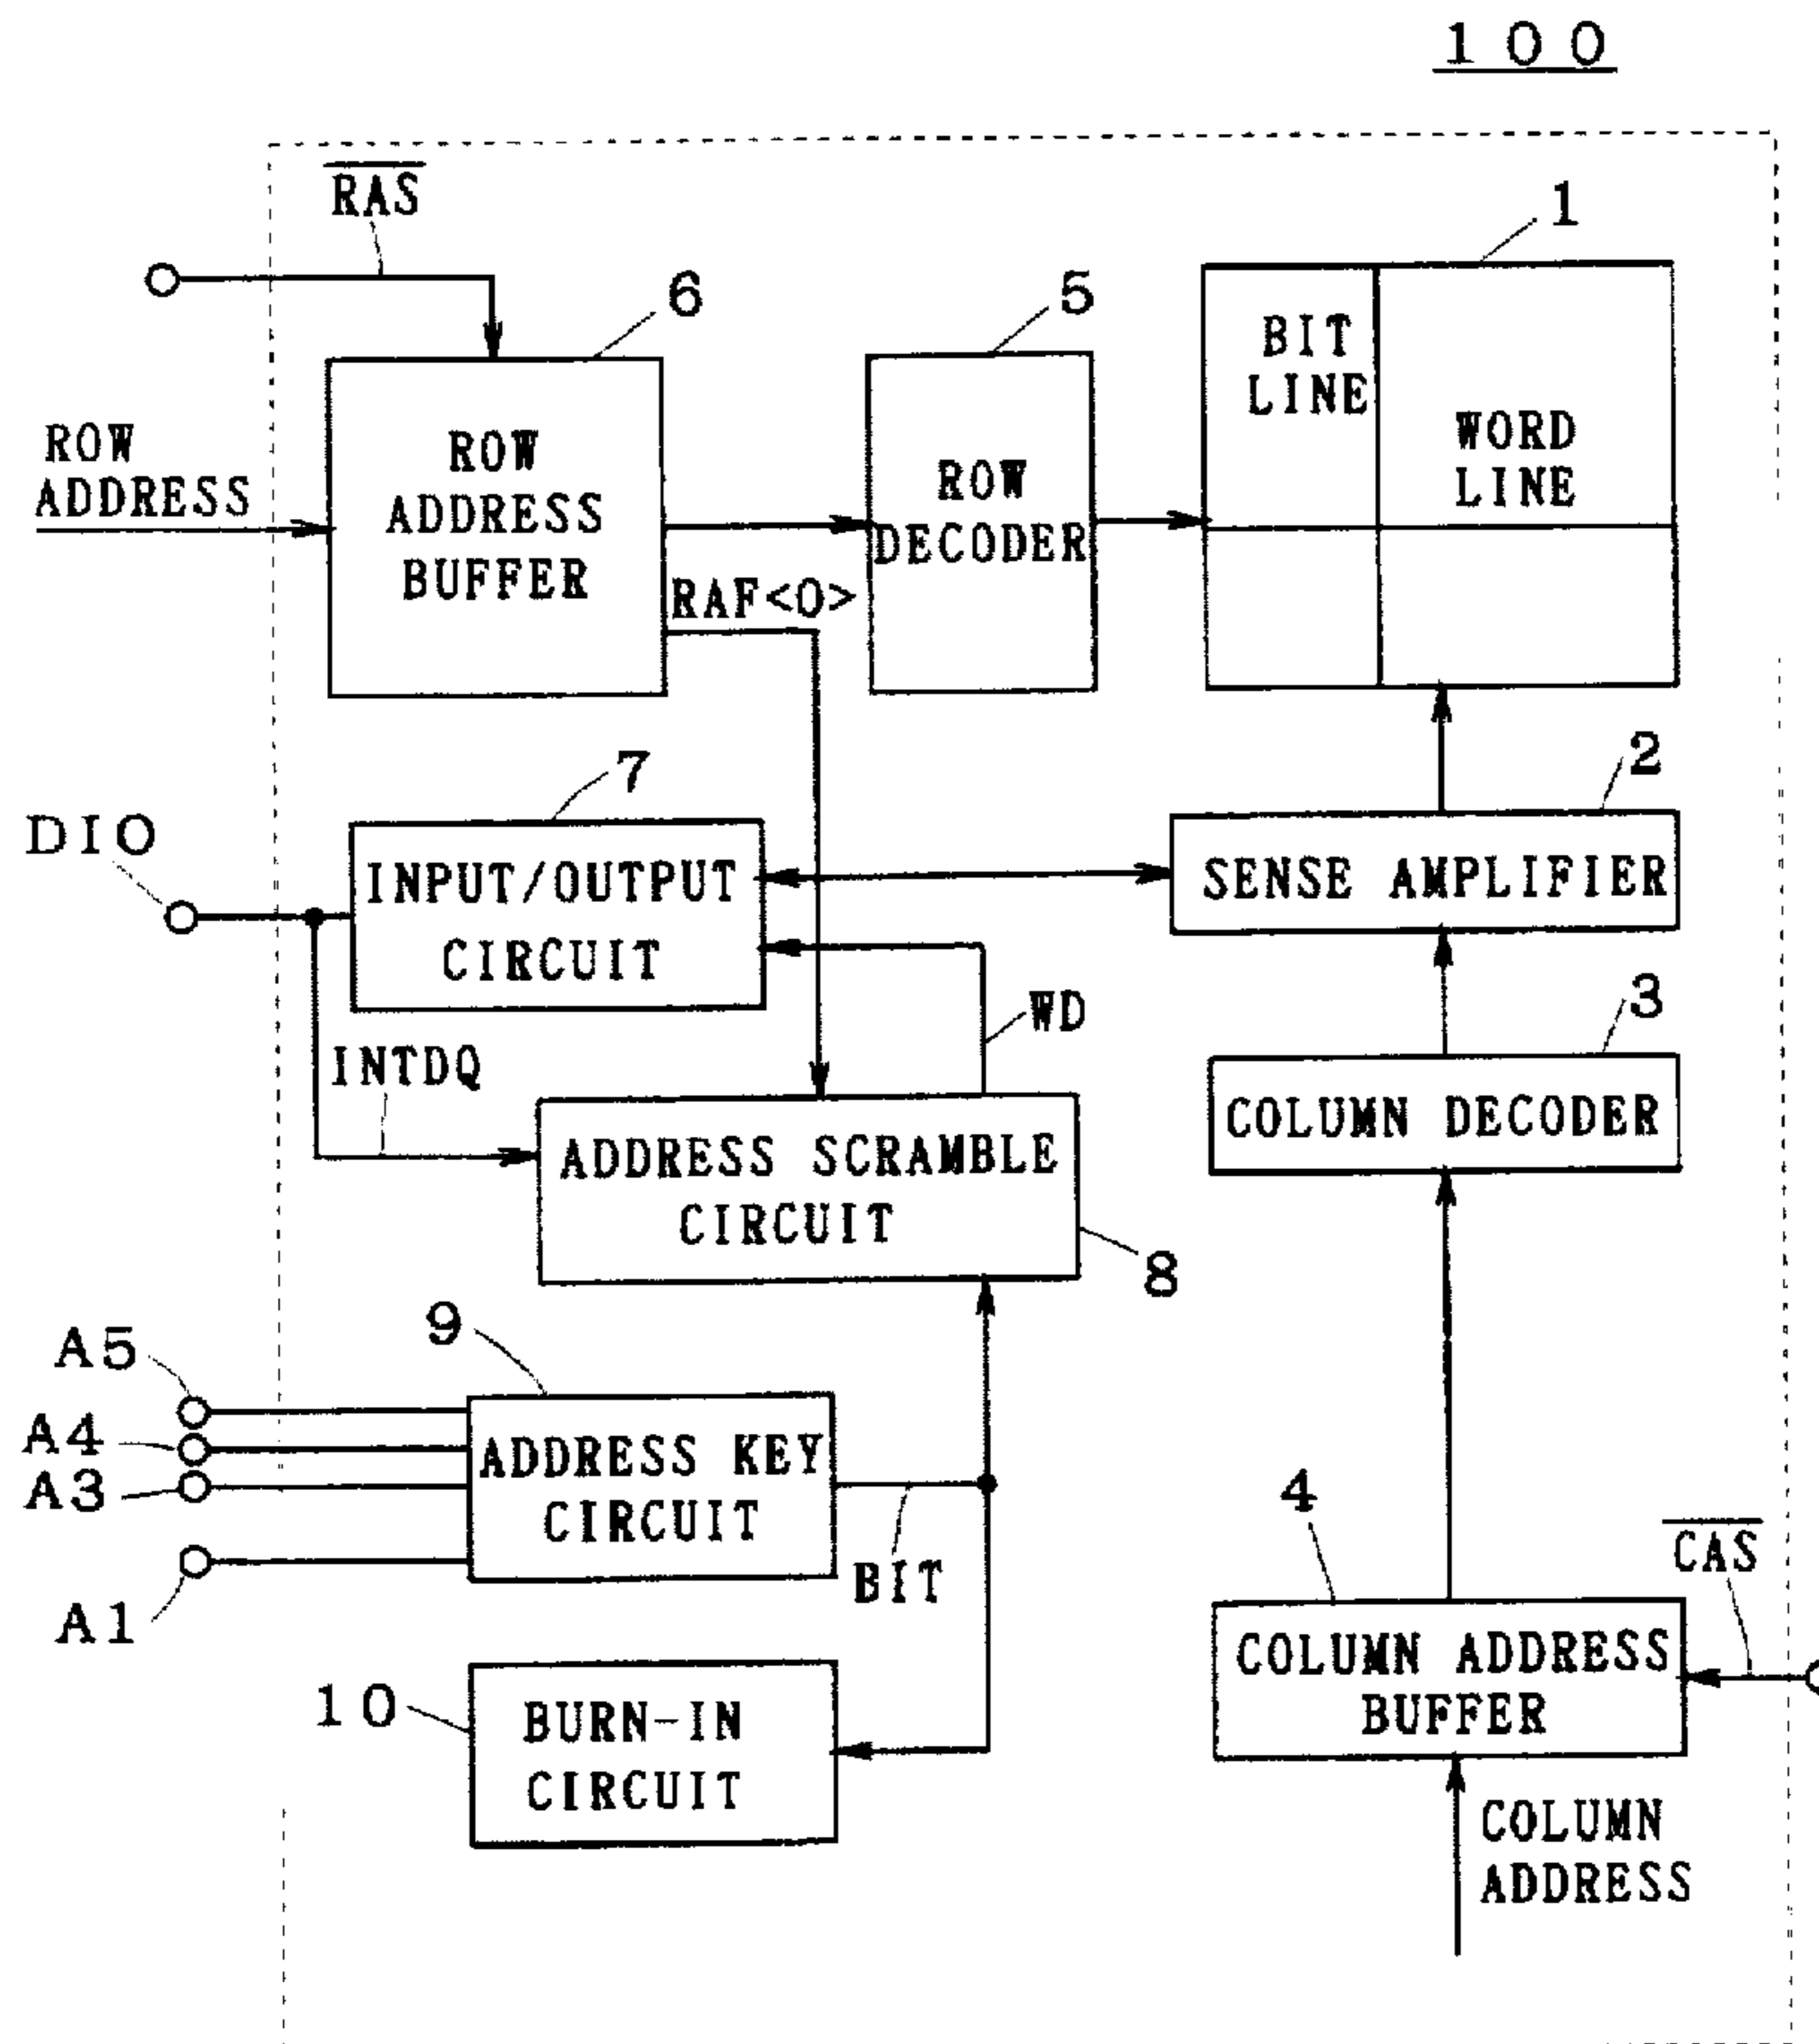 100
RAS
1
6
5
BIT
LINE
ROW
ADDRESS
ROW
ADDRESS
BUFFER
ROW
DECODER
WORD
LINE
RAF<0>
7
2
DIO
INPUT/OUTPUT
CIRCUIT
SENSE AMPLIFIER
WD
3
INTDQ
COLUMN DECODER
ADDRESS SCRAMBLE
CIRCUIT
8
9
A5
A4
A3
A1
ADDRESS KEY
CIRCUIT
BIT
4
CAS
COLUMN ADDRESS
BUFFER
10
BURN-IN
CIRCUIT
COLUMN
ADDRESS